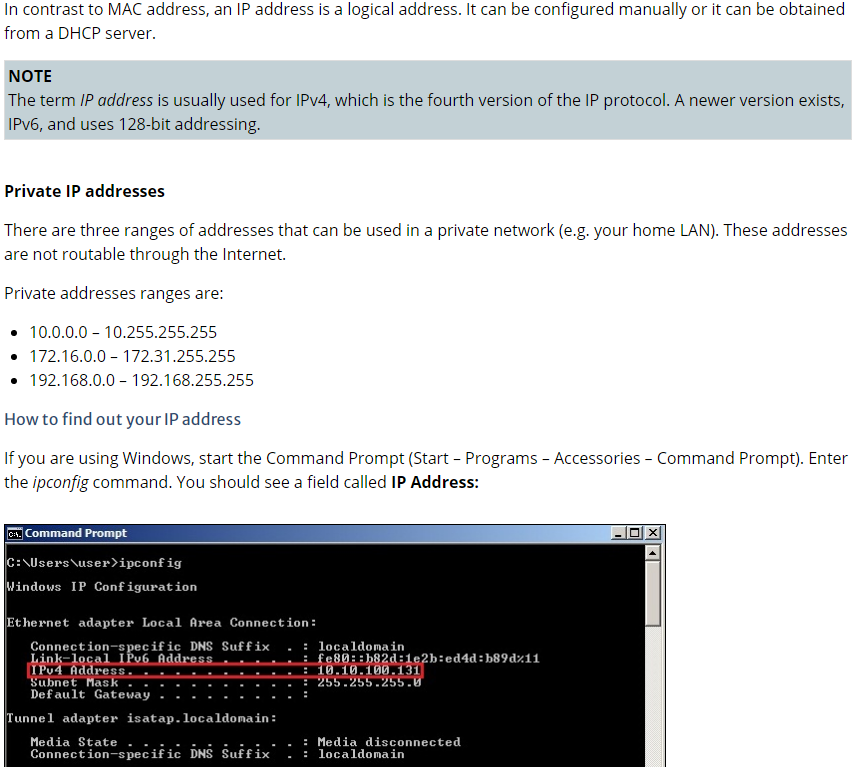 In contrast to MAC address, an IP address is a logical address. It can be configured manually or it can be obtained
from a DHCP server.
NOTE
The term IP address is usually used for IPv4, which is the fourth version of the IP protocol. A newer version exists,
IPv6, and uses 128-bit addressing.
Private IP addresses
There are three ranges of addresses that can be used in a private network (e.g. your home LAN). These addresses
are not routable through the Internet.
Private addresses ranges are:
10.0.0.0 – 10.255.255.255
172.16.0.0 – 172.31.255.255
192.168.0.0 – 192.168.255.255
How to find out your IP address
If you are using Windows, start the Command Prompt (Start – Programs – Accessories – Command Prompt). Enter
the ipconfig command. You should see a field called IP Address:
Command Prompt
C:\Users\user>ipconfig
Windows IP Configuration
Ethernet adapter Local Area Connection:
Connection-specific DNS Suffix . : localdomain
Link-local IPv6 Address . . . . . : fe80::b82d:1e2b:ed4d:b89d%11
IPv4 Address. . . . . . . . . . . : 10.10.100.131
Subnet Mask . . . . . . . . . . . : 255.255.255.0
Default Gateway . . . . . . . . . :
Tunnel adapter isatap.localdomain:
Media State . . . . . . . . . . . : Media disconnected
Connection-specific DNS Suffix . : localdomain